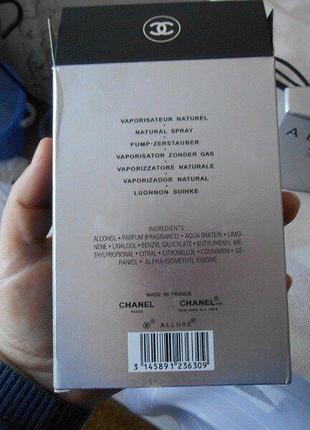 VAPORISATEUR NATUREL
NATURAL SPRAY
PUMP-ZERSTAUBER
VAPORISATOR ZONDER GAS
VAPORIZZATORE NATURALE
VAPORIZADOR NATURAL
LUONNON SUIHKE
INGREDIENTS:
ALCOHOL • PARFUM (FRAGRANCE) • AQUA (WATER) • LIMO-
NENE • LINALOOL • BENZYL SALICYLATE • BUTYLPHENYL ME-
THYLPROPIONAL • CITRAL • CITRONELLOL • COUMARIN • GE-
RANIOL • ALPHA-ISOMETHYL IONONE
MADE IN FRANCE
CHANEL CHANEL®
PARIS NEW YORK, N.Y.
ALLURE®
3 145891 236309
A